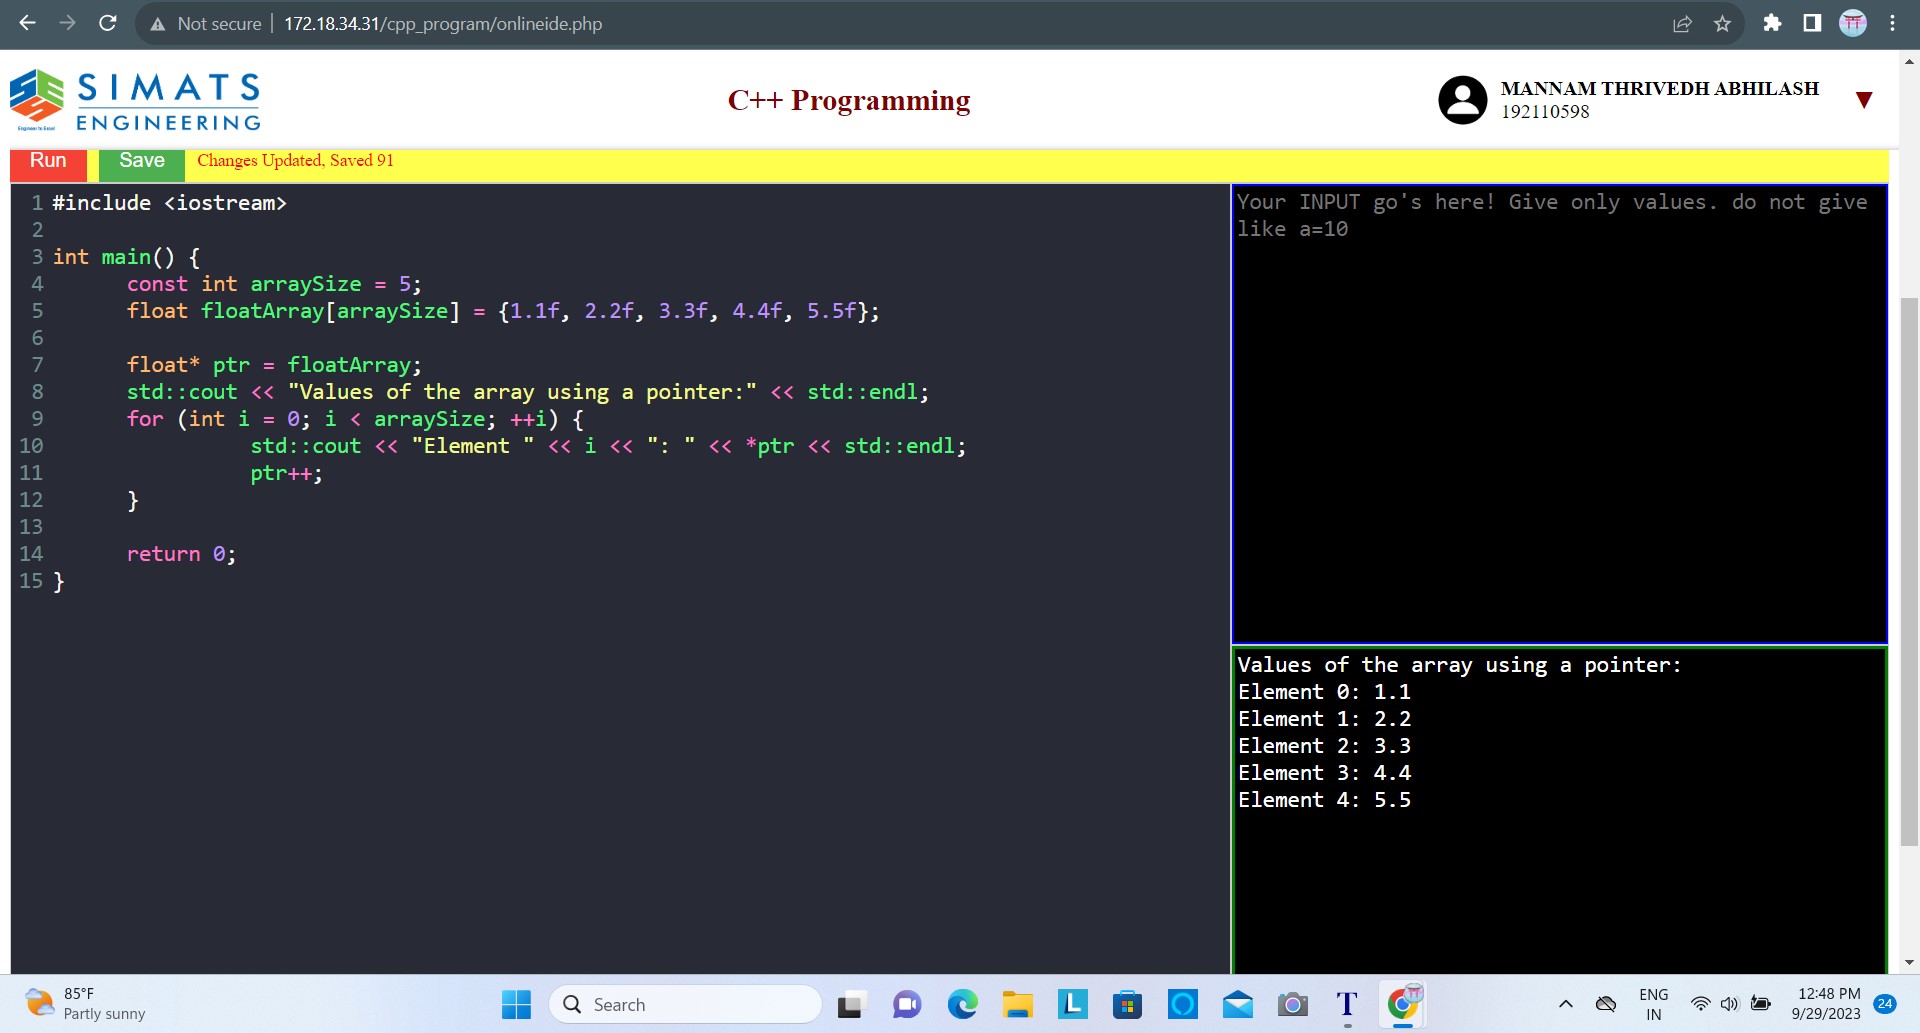 Not secure | 172.18.34.31/cpp_program/onlineide.php
SIMATS
ENGINEERING
Engineer to Excel
C++ Programming
MANNAM THRIVEDH ABHILASH
192110598
Run
Save
Changes Updated, Saved 91
1 #include <iostream>
2
3 int main() {
4 const int arraySize = 5;
5 float floatArray[arraySize] = {1.1f, 2.2f, 3.3f, 4.4f, 5.5f};
6
7 float* ptr = floatArray;
8 std::cout << "Values of the array using a pointer:" << std::endl;
9 for (int i = 0; i < arraySize; ++i) {
10 std::cout << "Element " << i << ": " << *ptr << std::endl;
11 ptr++;
12 }
13
14 return 0;
15 }
Your INPUT go's here! Give only values. do not give
like a=10
Values of the array using a pointer:
Element 0: 1.1
Element 1: 2.2
Element 2: 3.3
Element 3: 4.4
Element 4: 5.5
85°F
Partly sunny
Search
L
T
ENG
IN
12:48 PM
9/29/2023
24